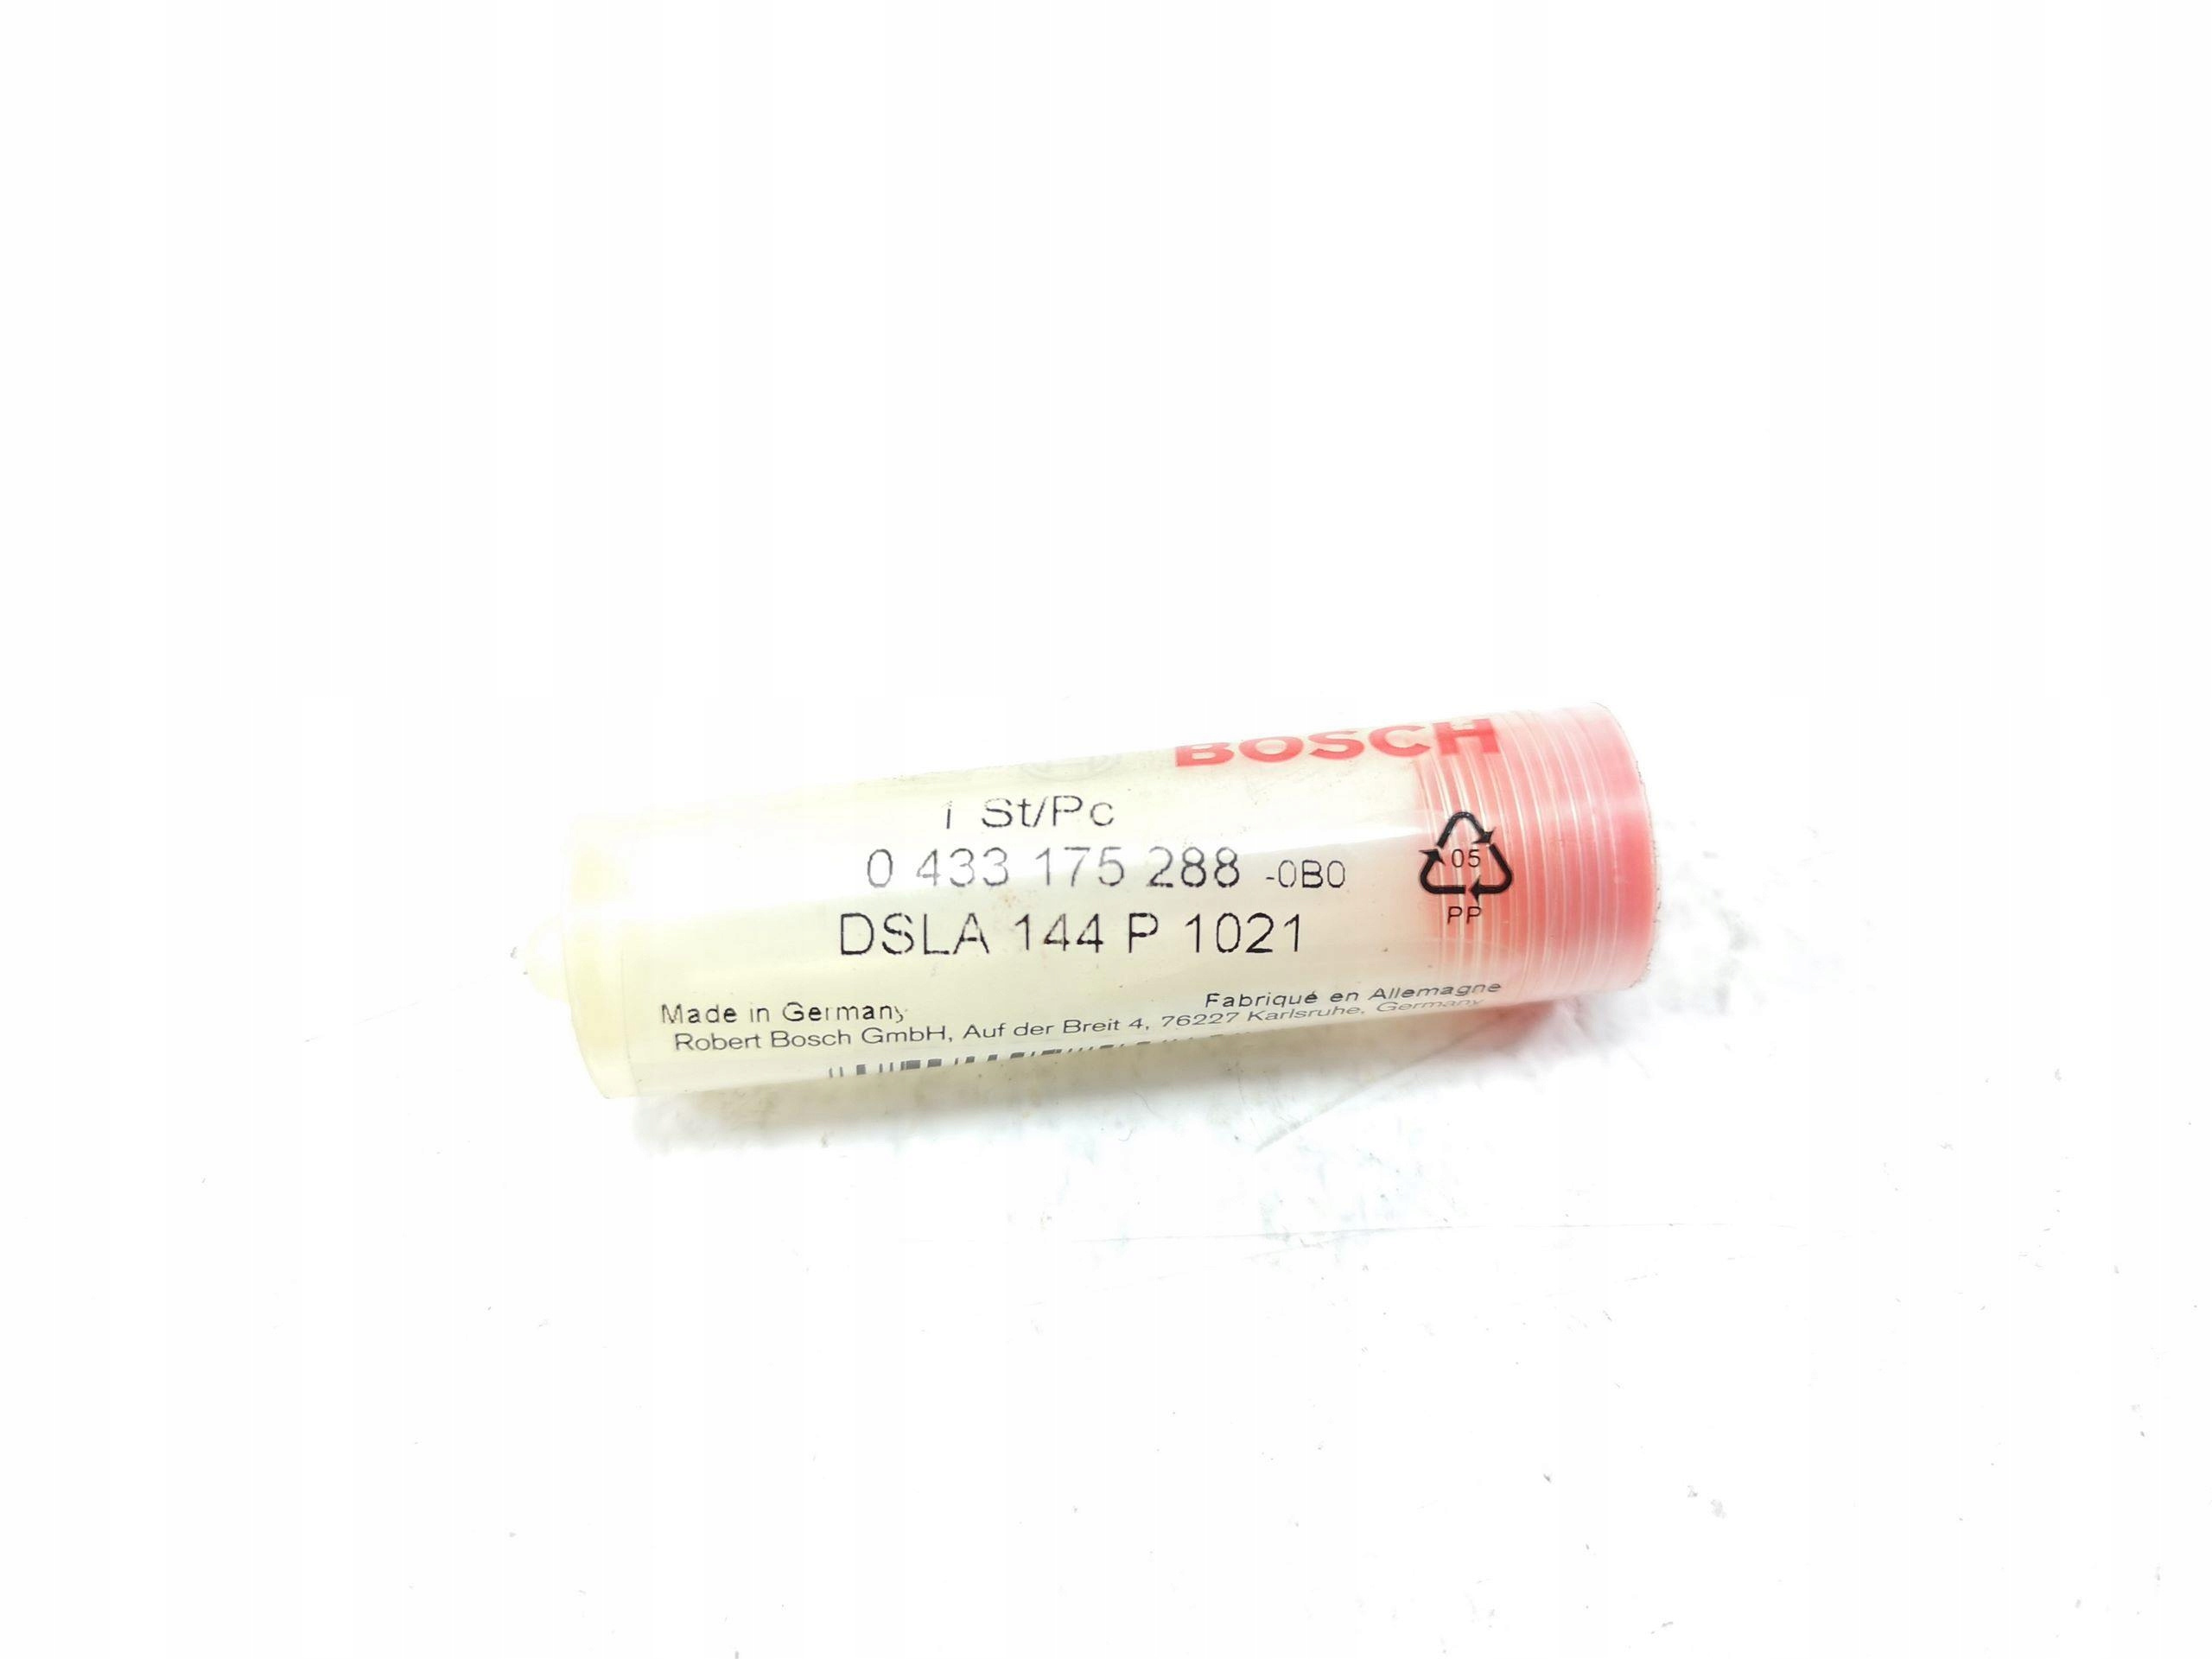 BOSCH
1 St/Pc
0 433 175 288 -0B0
05
PP
DSLA 144 P 1021
Made in Germany
Fabriqué en Allemagne
Robert Bosch GmbH, Auf der Breit 4, 76227 Karlsruhe, Germany